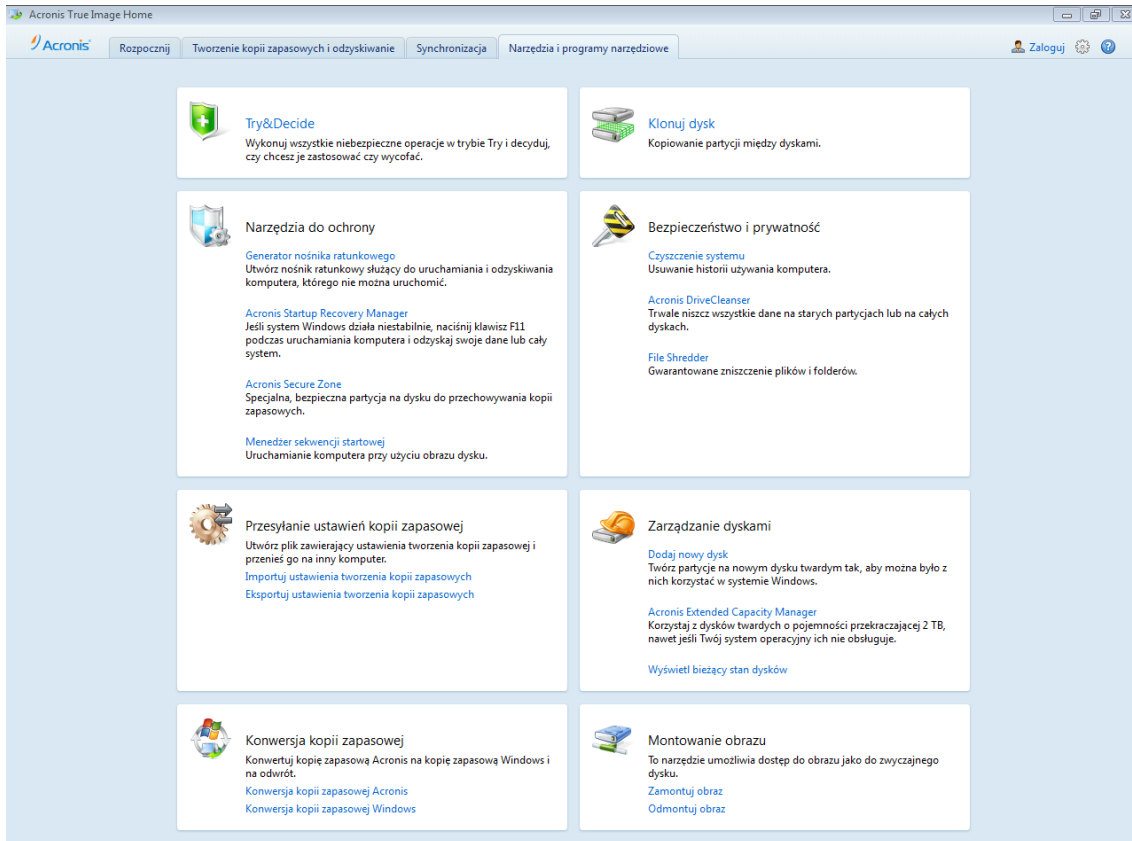 Acronis True Image Home
Acronis
Rozpocznij
Tworzenie kopii zapasowych i odzyskiwanie
Synchronizacja
Narzędzia i programy narzędziowe
Zaloguj
Try&Decide
Wykonuj wszystkie niebezpieczne operacje w trybie Try i decyduj,
czy chcesz je zastosować czy wycofać.
Klonuj dysk
Kopiowanie partycji między dyskami.
Narzędzia do ochrony
Generator nośnika ratunkowego
Utwórz nośnik ratunkowy służący do uruchamiania i odzyskiwania
komputera, którego nie można uruchomić.
Acronis Startup Recovery Manager
Jeśli system Windows działa niestabilnie, naciśnij klawisz F11
podczas uruchamiania komputera i odzyskaj swoje dane lub cały
system.
Acronis Secure Zone
Specjalna, bezpieczna partycja na dysku do przechowywania kopii
zapasowych.
Menedżer sekwencji startowej
Uruchamianie komputera przy użyciu obrazu dysku.
Bezpieczeństwo i prywatność
Czyszczenie systemu
Usuwanie historii używania komputera.
Acronis DriveCleanser
Trwale niszcz wszystkie dane na starych partycjach lub na całych
dyskach.
File Shredder
Gwarantowane zniszczenie plików i folderów.
Przesyłanie ustawień kopii zapasowej
Utwórz plik zawierający ustawienia tworzenia kopii zapasowej i
przenieś go na inny komputer.
Importuj ustawienia tworzenia kopii zapasowych
Eksportuj ustawienia tworzenia kopii zapasowych
Zarządzanie dyskami
Dodaj nowy dysk
Twórz partycje na nowym dysku twardym tak, aby można było z
nich korzystać w systemie Windows.
Acronis Extended Capacity Manager
Korzystaj z dysków twardych o pojemności przekraczającej 2 TB,
nawet jeśli Twój system operacyjny ich nie obsługuje.
Wyświetl bieżący stan dysków
Konwersja kopii zapasowej
Konwertuj kopię zapasową Acronis na kopię zapasową Windows i
na odwrót.
Konwersja kopii zapasowej Acronis
Konwersja kopii zapasowej Windows
Montowanie obrazu
To narzędzie umożliwia dostęp do obrazu jako do zwyczajnego
dysku.
Zamontuj obraz
Odmontuj obraz